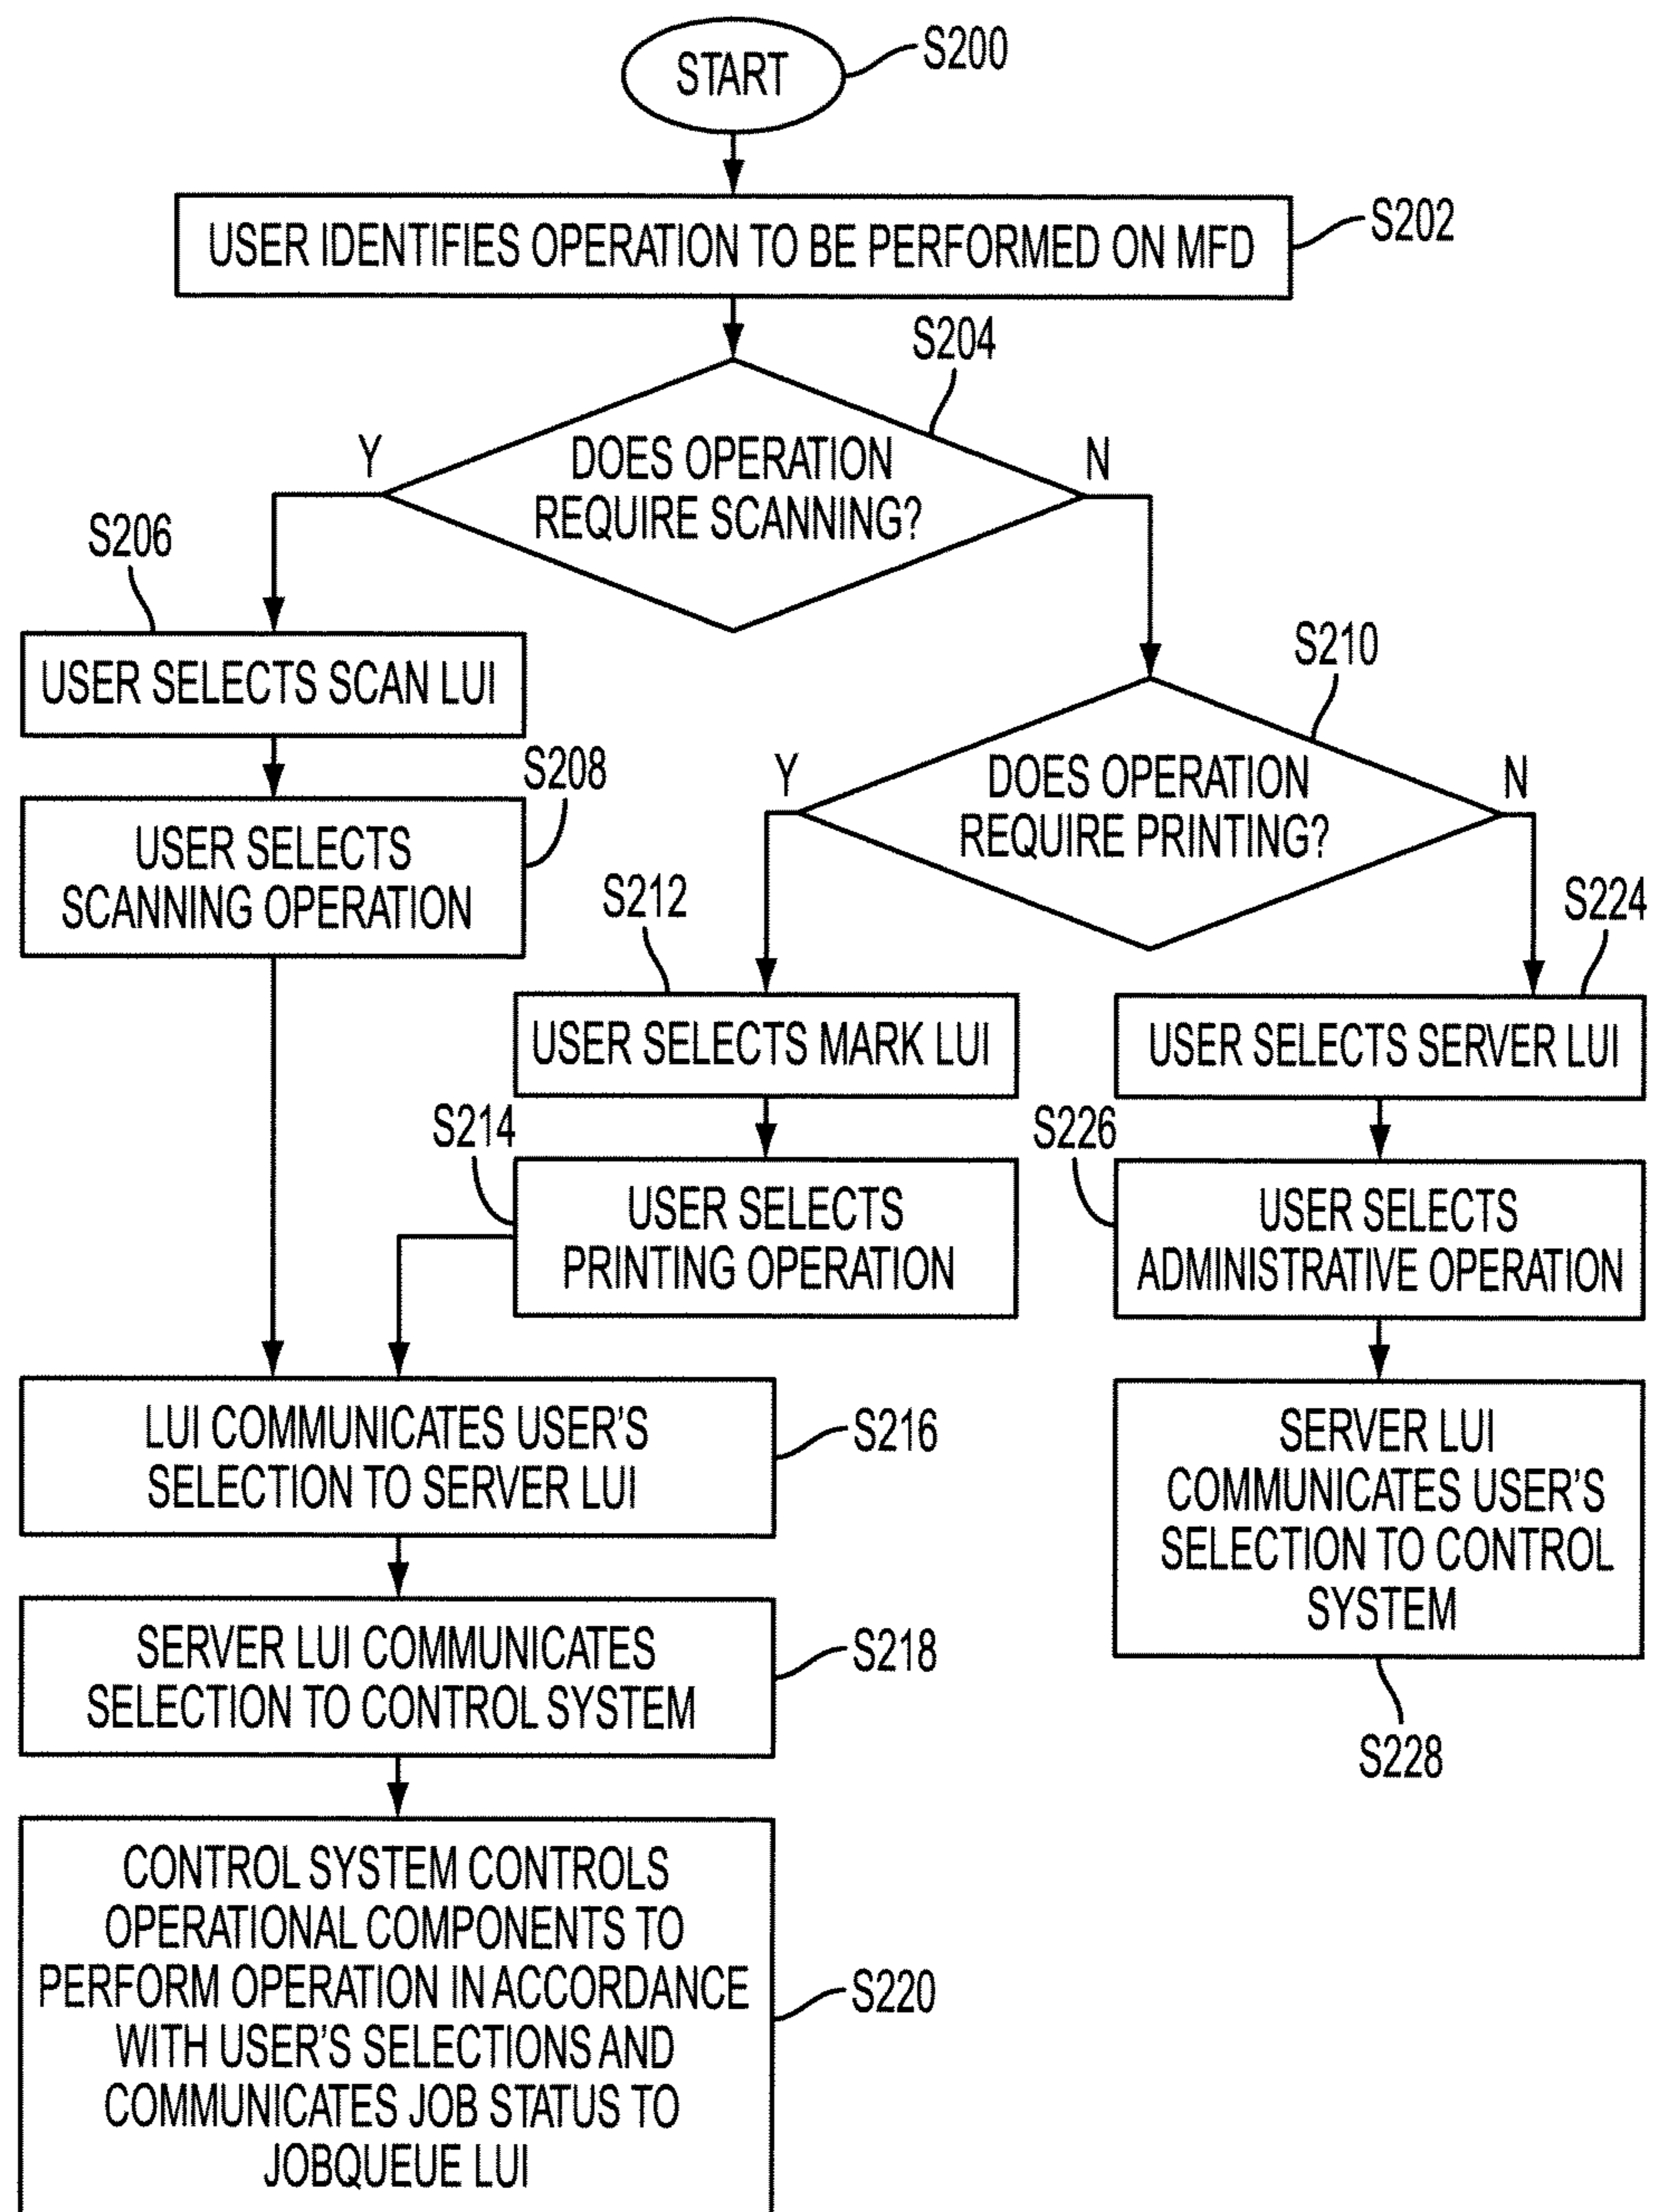 START
S200
USER IDENTIFIES OPERATION TO BE PERFORMED ON MFD
S202
S204
Y
DOES OPERATION
REQUIRE SCANNING?
N
S206
USER SELECTS SCAN LUI
S208
USER SELECTS
SCANNING OPERATION
S210
Y
DOES OPERATION
REQUIRE PRINTING?
N
S212
USER SELECTS MARK LUI
S224
USER SELECTS SERVER LUI
S214
USER SELECTS
PRINTING OPERATION
S226
USER SELECTS
ADMINISTRATIVE OPERATION
LUI COMMUNICATES USER'S
SELECTION TO SERVER LUI
S216
SERVER LUI
COMMUNICATES USER'S
SELECTION TO CONTROL
SYSTEM
S228
SERVER LUI COMMUNICATES
SELECTION TO CONTROL SYSTEM
S218
CONTROL SYSTEM CONTROLS
OPERATIONAL COMPONENTS TO
PERFORM OPERATION IN ACCORDANCE
WITH USER'S SELECTIONS AND
COMMUNICATES JOB STATUS TO
JOBQUEUE LUI
S220